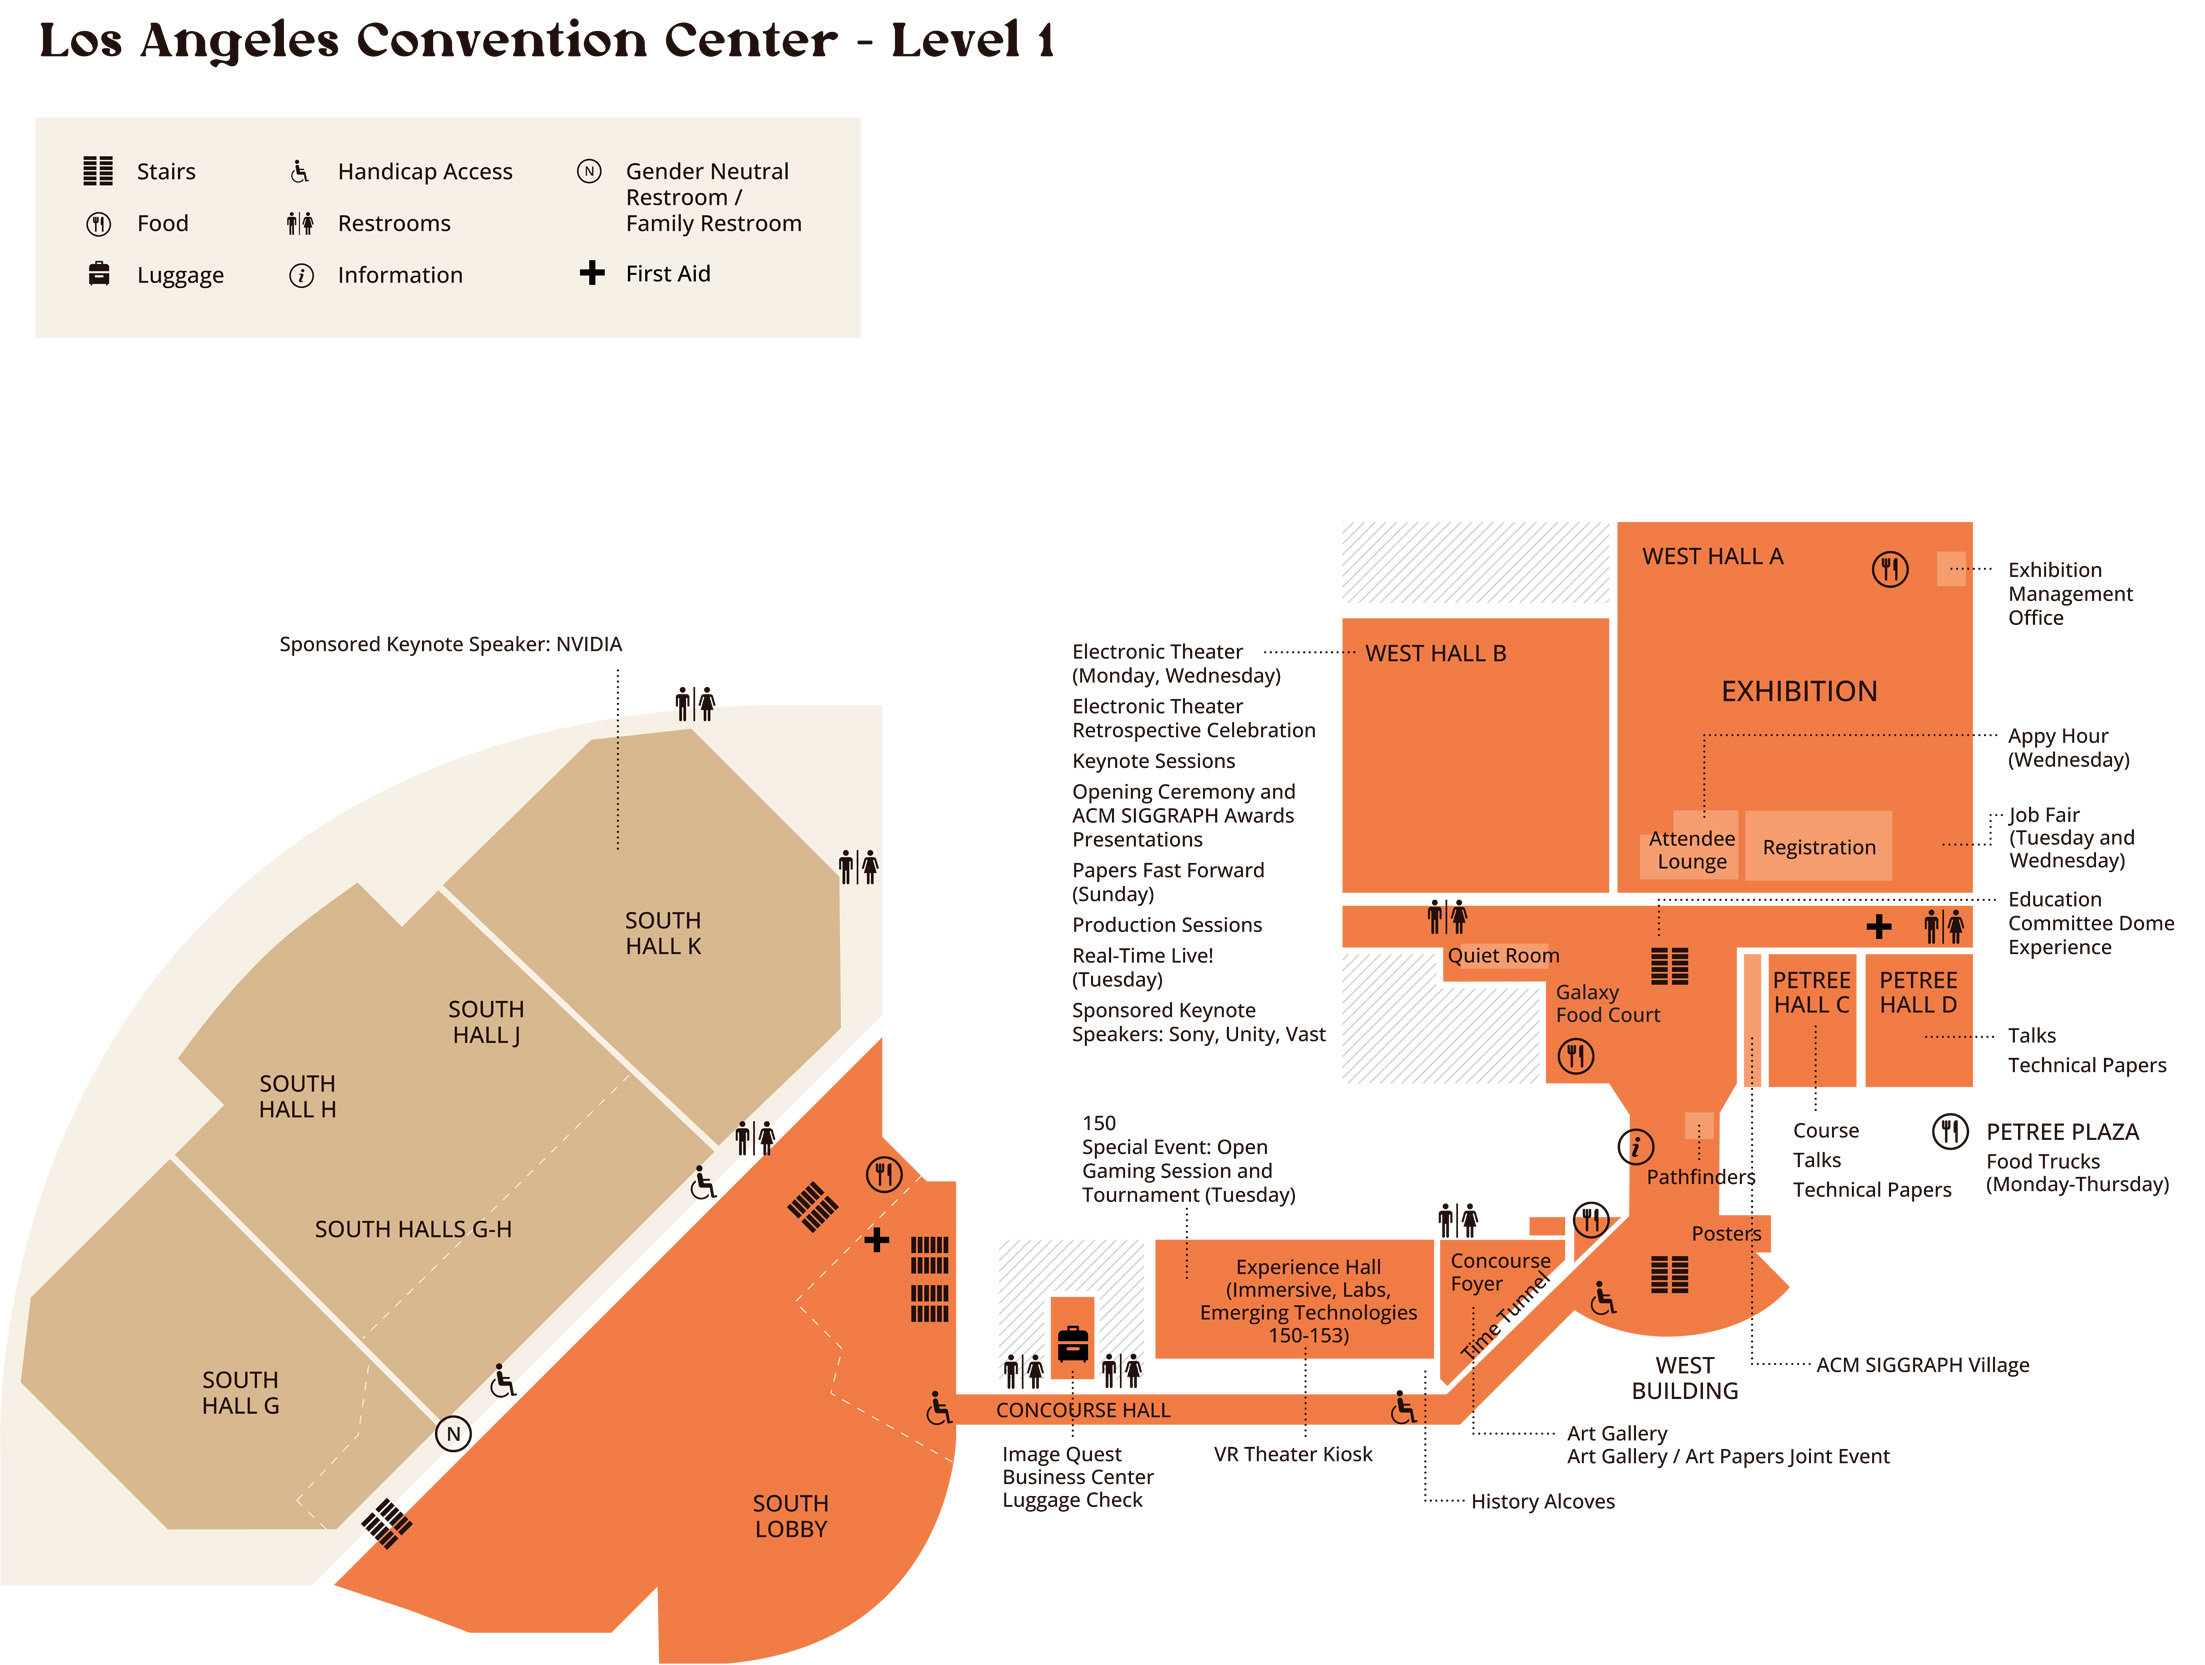 Los Angeles Convention Center - Level 1
Stairs
Food
Luggage
Handicap Access
Restrooms
Information
N
Gender Neutral
Restroom /
Family Restroom
First Aid
Sponsored Keynote Speaker: NVIDIA
SOUTH
HALL K
SOUTH
HALL J
SOUTH
HALL H
SOUTH HALLS G-H
SOUTH
HALL G
N
SOUTH
LOBBY
Electronic Theater
(Monday, Wednesday)
Electronic Theater
Retrospective Celebration
Keynote Sessions
Opening Ceremony and
ACM SIGGRAPH Awards
Presentations
Papers Fast Forward
(Sunday)
Production Sessions
Real-Time Live!
(Tuesday)
Sponsored Keynote
Speakers: Sony, Unity, Vast
WEST HALL B
WEST HALL A
EXHIBITION
Exhibition
Management
Office
Appy Hour
(Wednesday)
Attendee
Lounge
Registration
Job Fair
(Tuesday and
Wednesday)
Education
Committee Dome
Experience
Quiet Room
Galaxy
Food Court
PETREE
HALL C
PETREE
HALL D
Talks
Technical Papers
Course
Talks
Technical Papers
PETREE PLAZA
Food Trucks
(Monday-Thursday)
i
Pathfinders
Posters
150
Special Event: Open
Gaming Session and
Tournament (Tuesday)
Experience Hall
(Immersive, Labs,
Emerging Technologies
150-153)
Concourse
Foyer
Time Tunnel
WEST
BUILDING
ACM SIGGRAPH Village
CONCOURSE HALL
Image Quest
Business Center
Luggage Check
VR Theater Kiosk
Art Gallery
Art Gallery / Art Papers Joint Event
History Alcoves